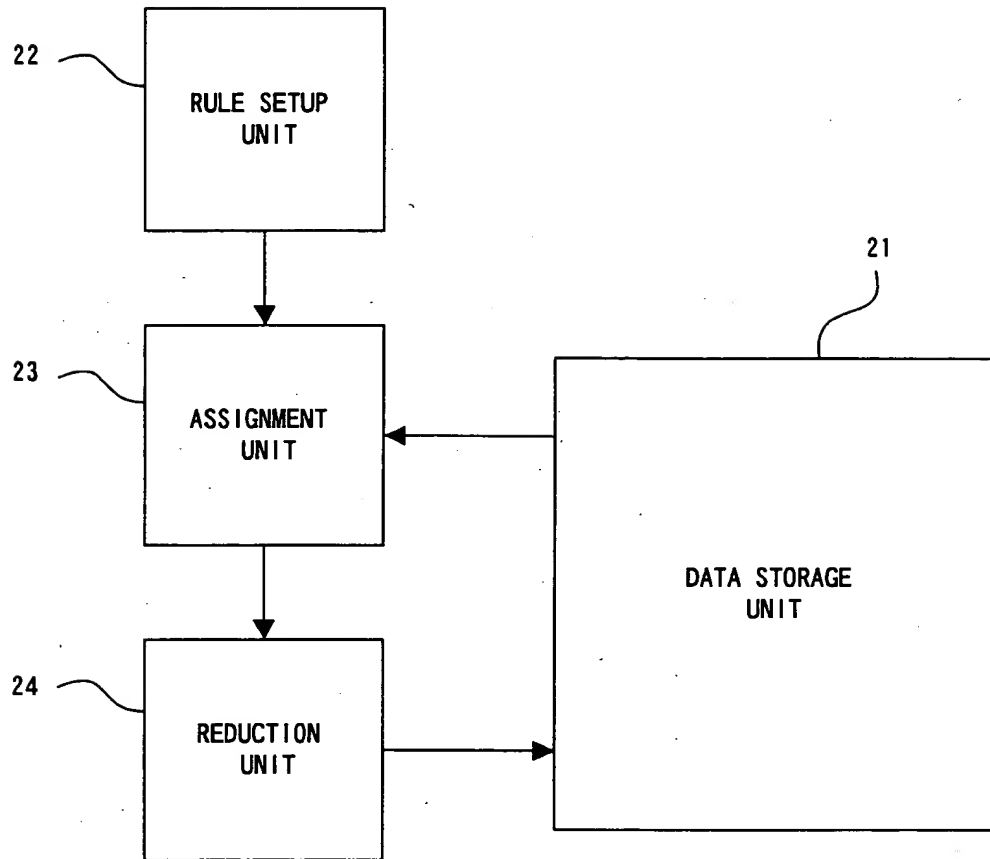 22
RULE SETUP
UNIT
21
23
ASSIGNMENT
UNIT
DATA STORAGE
UNIT
24
REDUCTION
UNIT